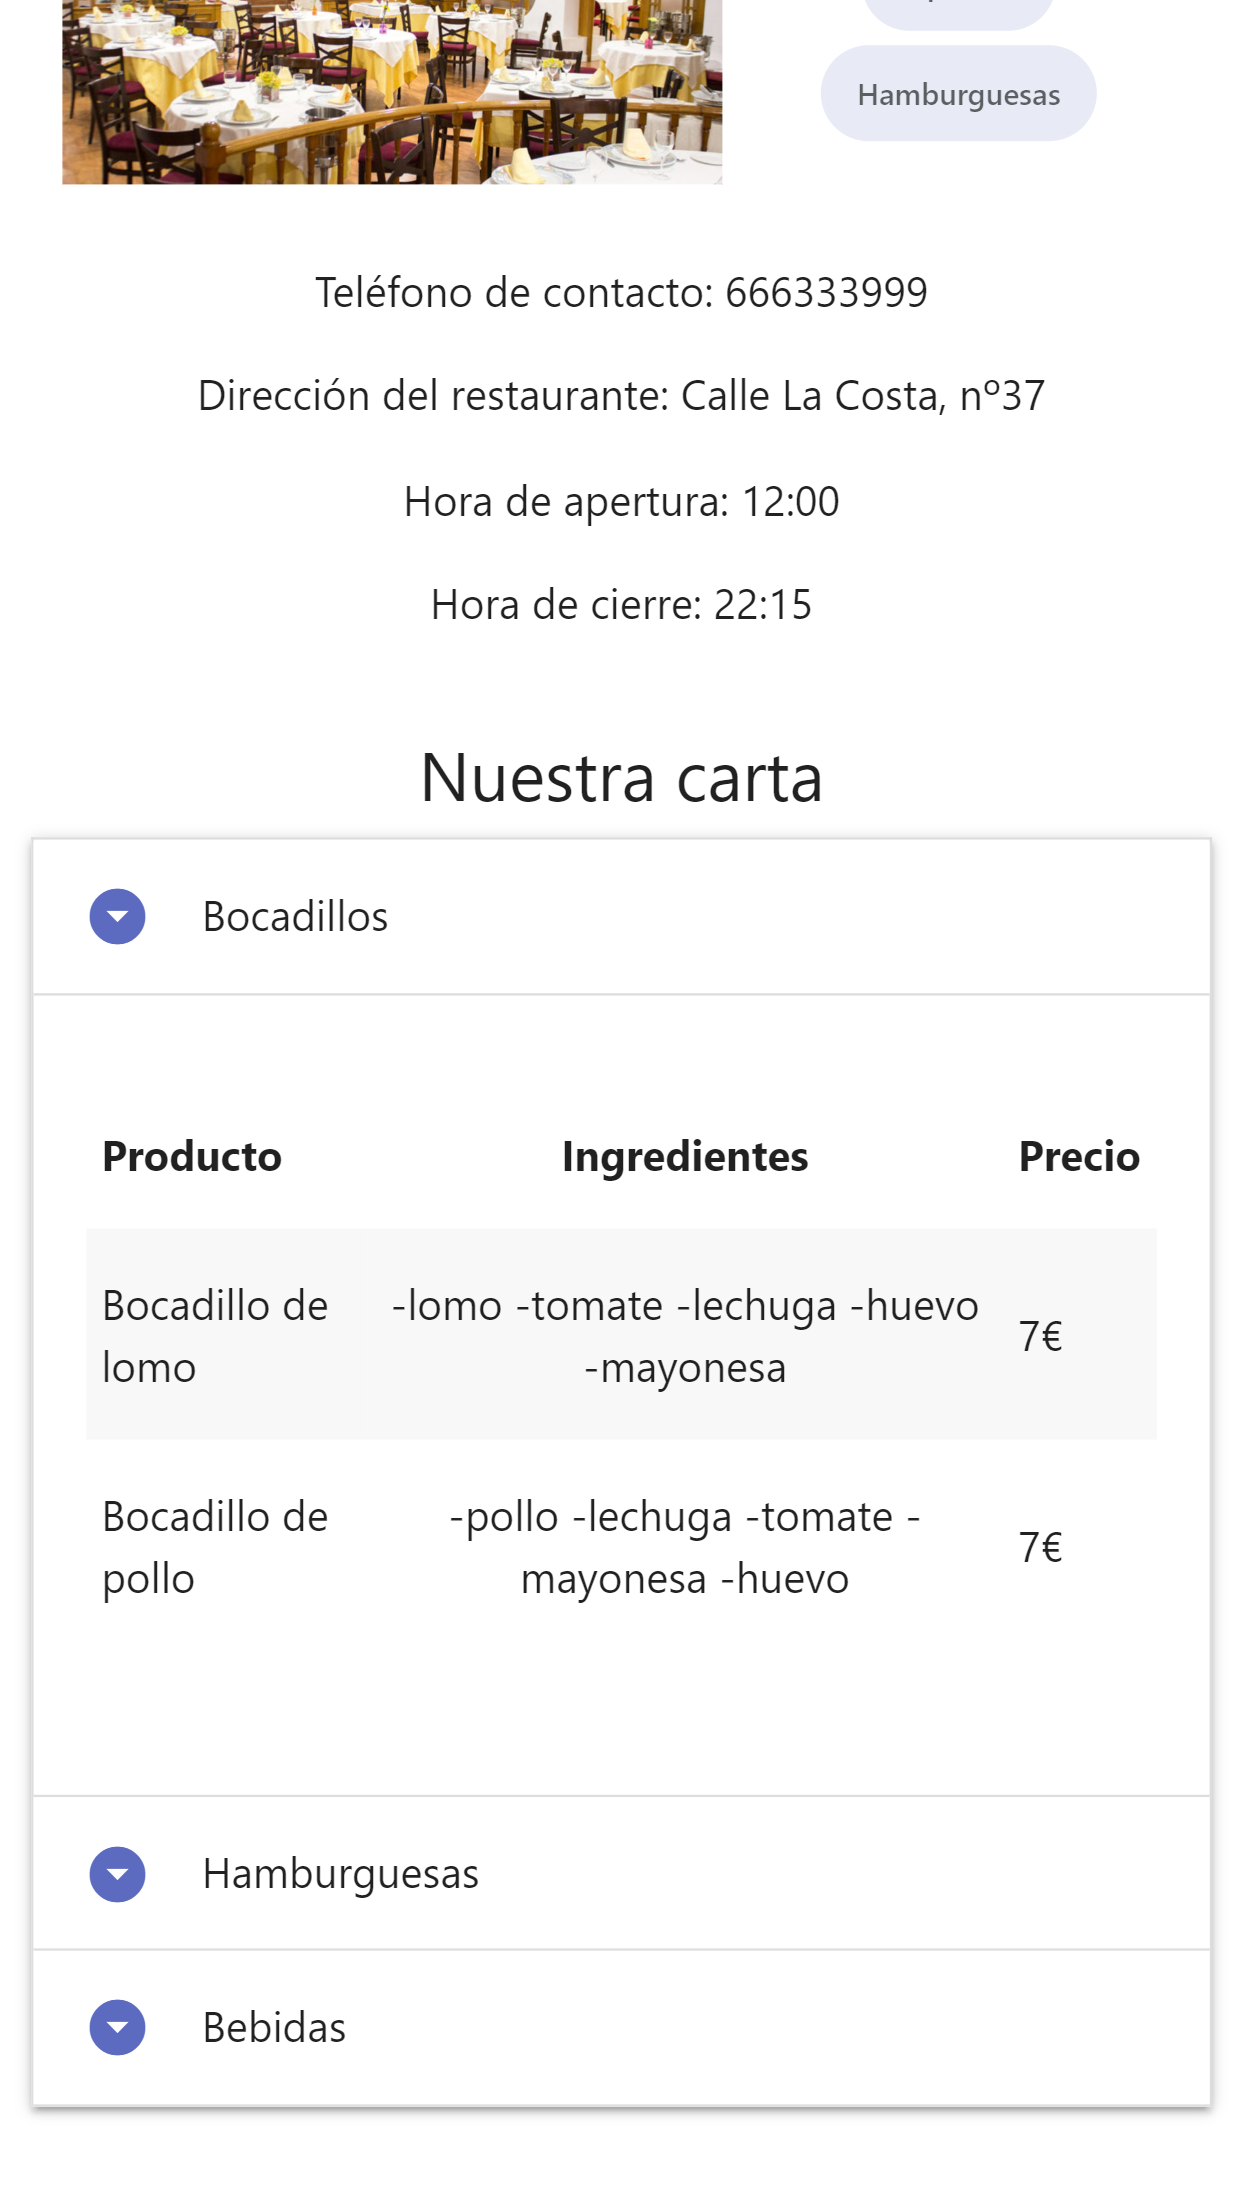 Hamburguesas
Teléfono de contacto: 666333999
Dirección del restaurante: Calle La Costa, nº37
Hora de apertura: 12:00
Hora de cierre: 22:15
Nuestra carta
Bocadillos
Producto Ingredientes Precio
Bocadillo de
lomo
-lomo -tomate -lechuga -huevo
-mayonesa
7€
Bocadillo de
pollo
-pollo -lechuga -tomate -
mayonesa -huevo
7€
Hamburguesas
Bebidas